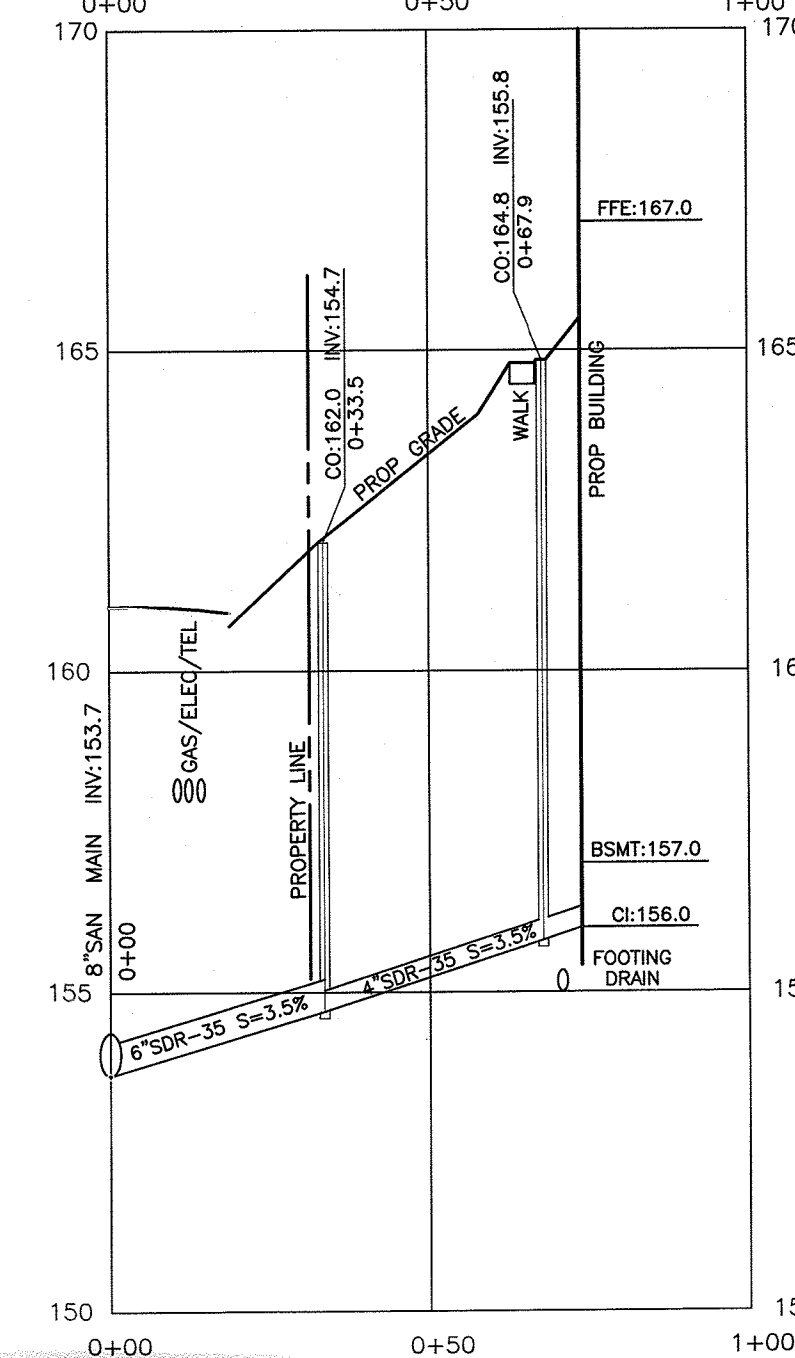 0+00
0+50
1+00
170
170
CO:164.8 INV:155.8
0+67.9
FFE:167.0
CO:162.0 INV:154.7
0+33.5
165
165
PROP GRADE
WALK
PROP BUILDING
GAS/ELEC/TEL
160
8"SAN MAIN INV:153.7
0+00
PROPERTY LINE
BSMT:157.0
CI:156.0
FOOTING
DRAIN
155
6"SDR-35 S=3.5%
4"SDR-35 S=3.5%
150
0+00
0+50
1+00